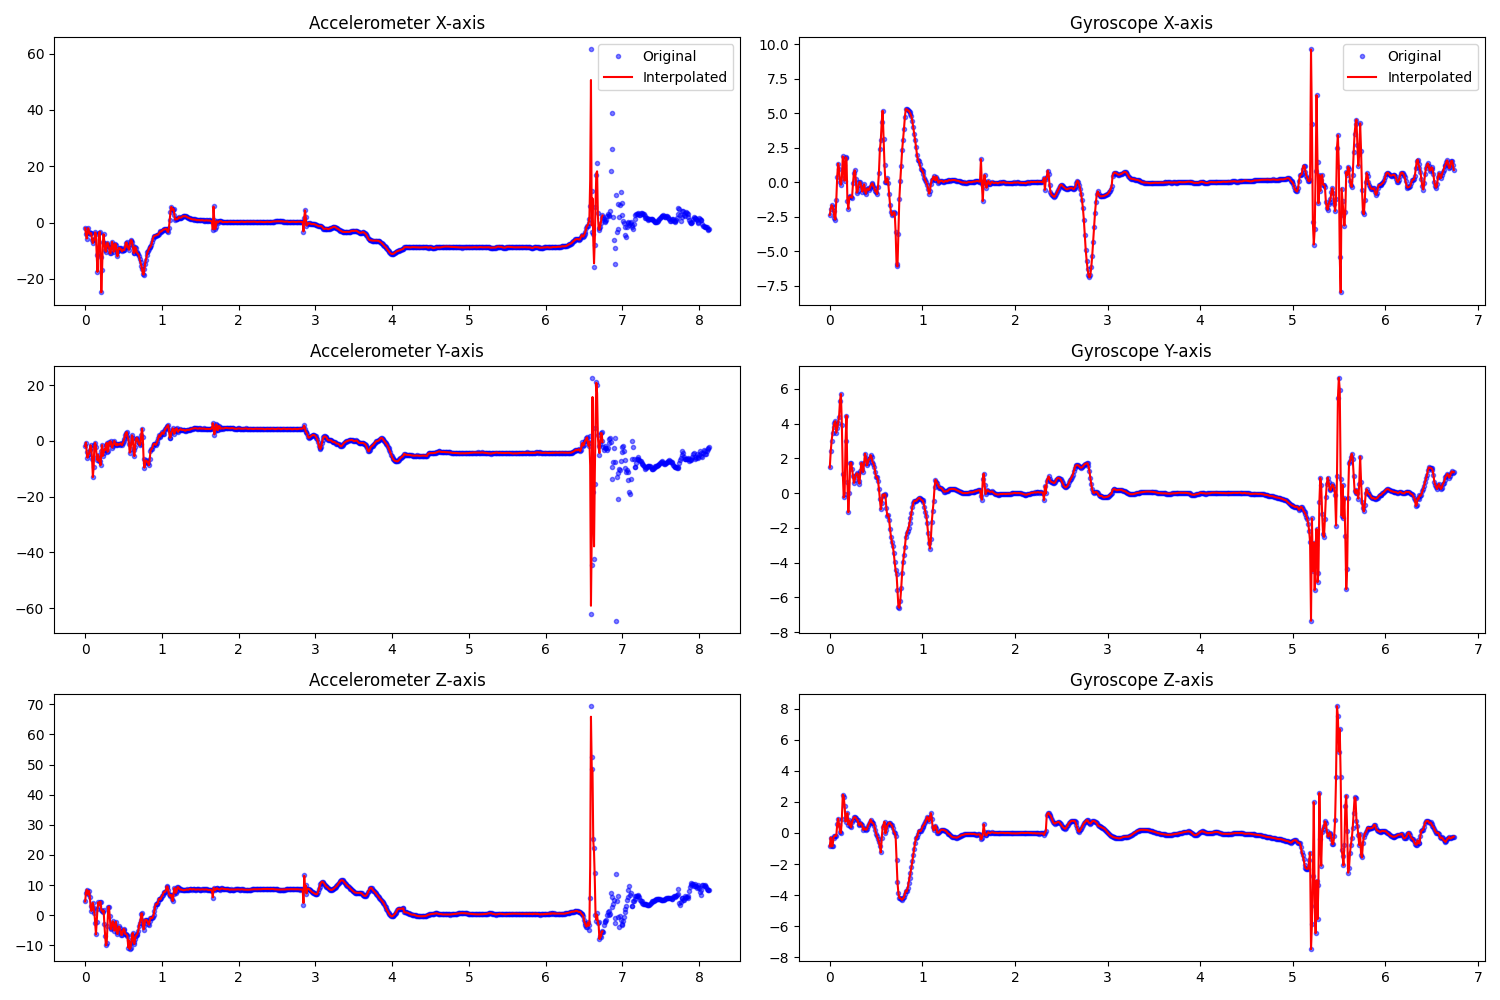 Accelerometer X-axis
60
40
20
0
−20
0 1 2 3 4 5 6 7 8
Original
Interpolated
Gyroscope X-axis
10.0
7.5
5.0
2.5
0.0
−2.5
−5.0
−7.5
0 1 2 3 4 5 6 7
Original
Interpolated
Accelerometer Y-axis
20
0
−20
−40
−60
0 1 2 3 4 5 6 7 8
Gyroscope Y-axis
6
4
2
0
−2
−4
−6
−8
0 1 2 3 4 5 6 7
Accelerometer Z-axis
70
60
50
40
30
20
10
0
−10
0 1 2 3 4 5 6 7 8
Gyroscope Z-axis
8
6
4
2
0
−2
−4
−6
−8
0 1 2 3 4 5 6 7